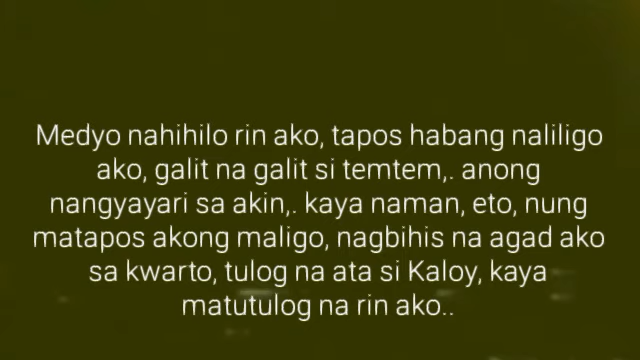 Medyo nahihilo rin ako, tapos habang naliligo
ako, galit na galit si temtem,. anong
nangyayari sa akin,. kaya naman, eto, nung
matapos akong maligo, nagbihis na agad ako
sa kwarto, tulog na ata si Kaloy, kaya
matutulog na rin ako..